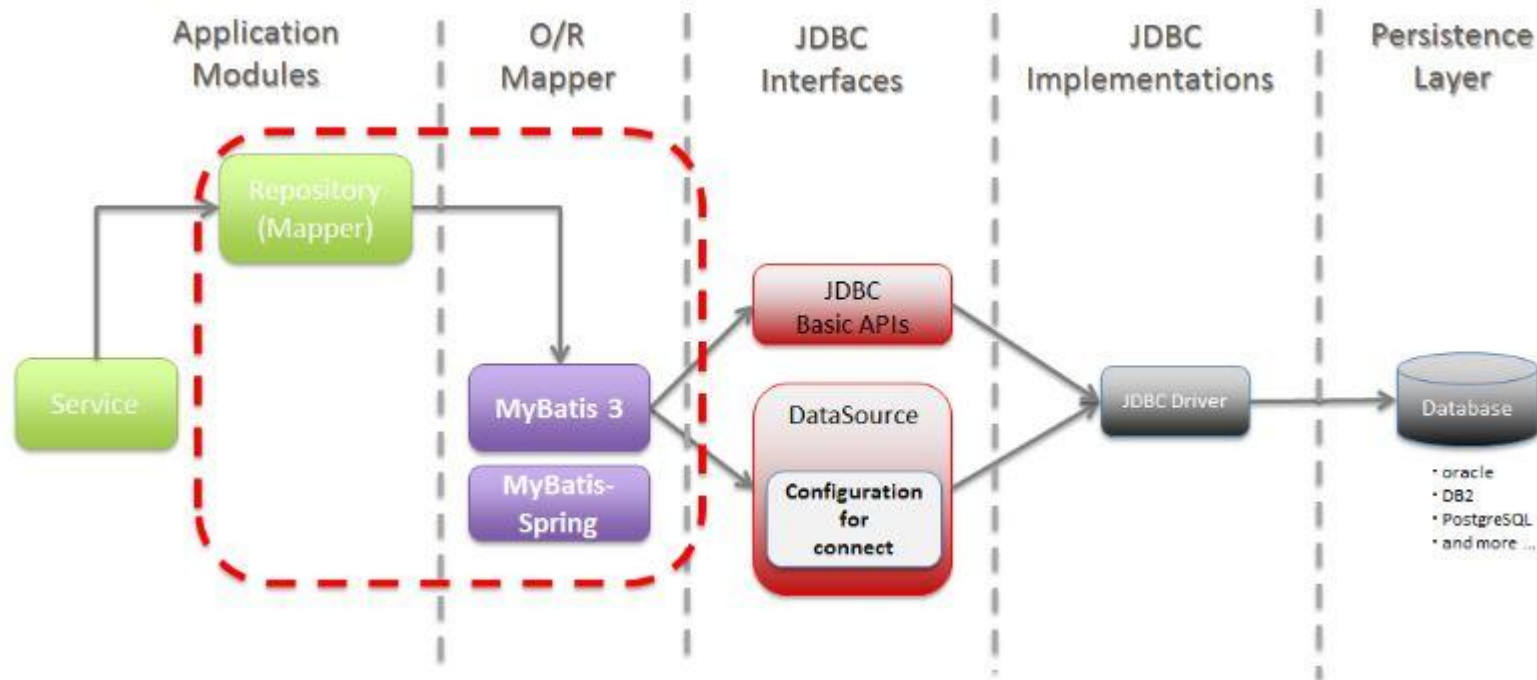 Application
Modules
O/R
Mapper
JDBC
Interfaces
JDBC
Implementations
Persistence
Layer
Repository
(Mapper)
Service
MyBatis 3
MyBatis-
Spring
JDBC
Basic APIs
DataSource
Configuration
for
connect
JDBC Driver
Database
• oracle
• DB2
• PostgreSQL
• and more ...